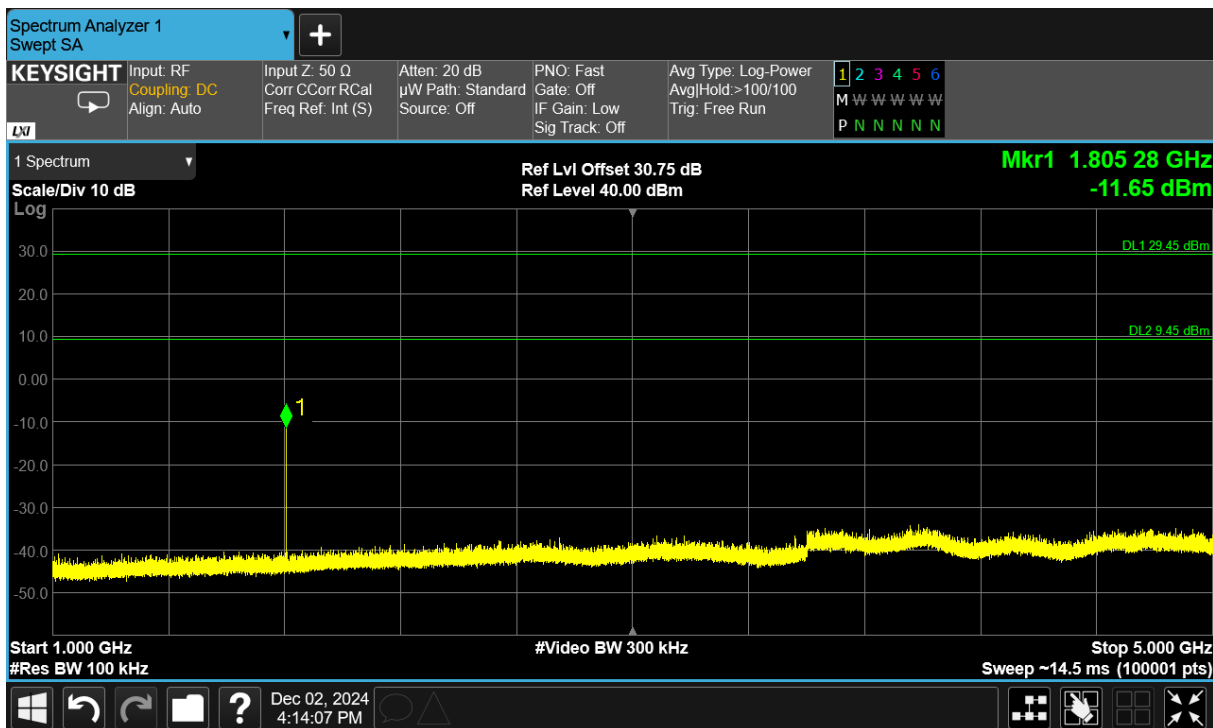 Spectrum Analyzer 1
Swept SA
KEYSIGHT
LXI
Input: RF
Coupling: DC
Align: Auto
Input Z: 50 Ω
Corr CCorr RCal
Freq Ref: Int (S)
Atten: 20 dB
µW Path: Standard
Source: Off
PNO: Fast
Gate: Off
IF Gain: Low
Sig Track: Off
Avg Type: Log-Power
Avg|Hold:>100/100
Trig: Free Run
1 2 3 4 5 6
M W W W W W
P N N N N N
1 Spectrum
Scale/Div 10 dB
Log
Ref Lvl Offset 30.75 dB
Ref Level 40.00 dBm
Mkr1 1.805 28 GHz
-11.65 dBm
30.0
DL1 29.45 dBm
20.0
10.0
DL2 9.45 dBm
0.00
1
-10.0
-20.0
-30.0
-40.0
-50.0
Start 1.000 GHz
#Res BW 100 kHz
#Video BW 300 kHz
Stop 5.000 GHz
Sweep ~14.5 ms (100001 pts)
?
Dec 02, 2024
4:14:07 PM